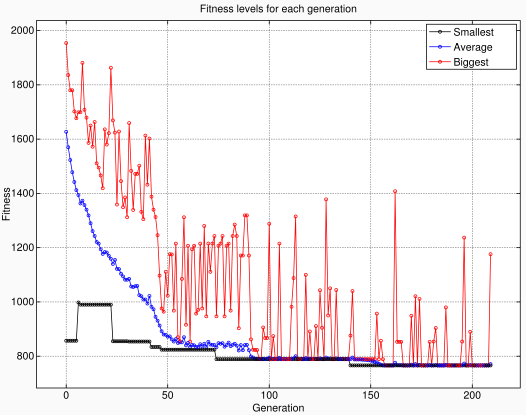 Fitness levels for each generation
2000
1800
1600
1400
1200
1000
800
Fitness
Smallest
Average
Biggest
0
50
100
150
200
Generation